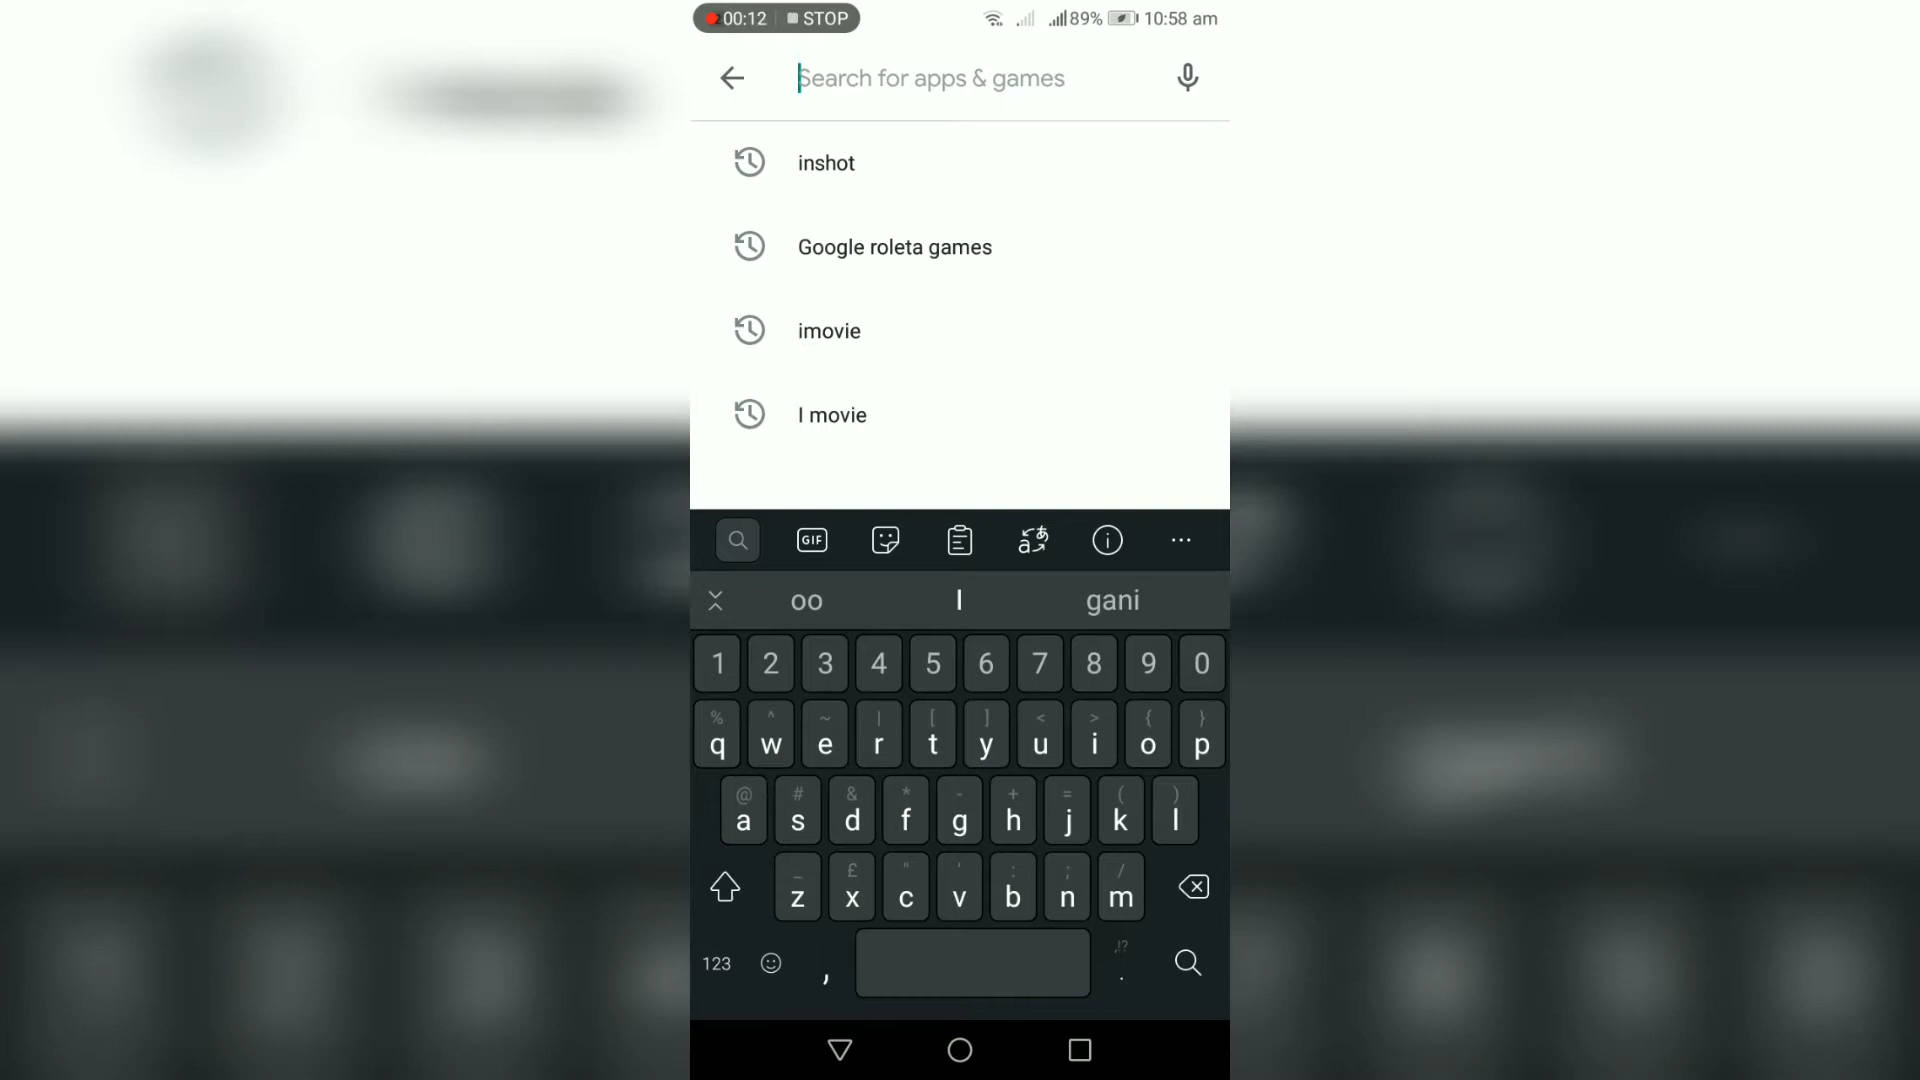 00:12 STOP 89% 10:58 am
Search for apps & games
inshot
Google roleta games
imovie
I movie
GIF
oo I gani
1 2 3 4 5 6 7 8 9 0
% ^ ~ | [ ] < > { }
q w e r t y u i o p
@ # & * - + = ( )
a s d f g h j k l
_ £ " ' : ; /
z x c v b n m
123 , .
,!?